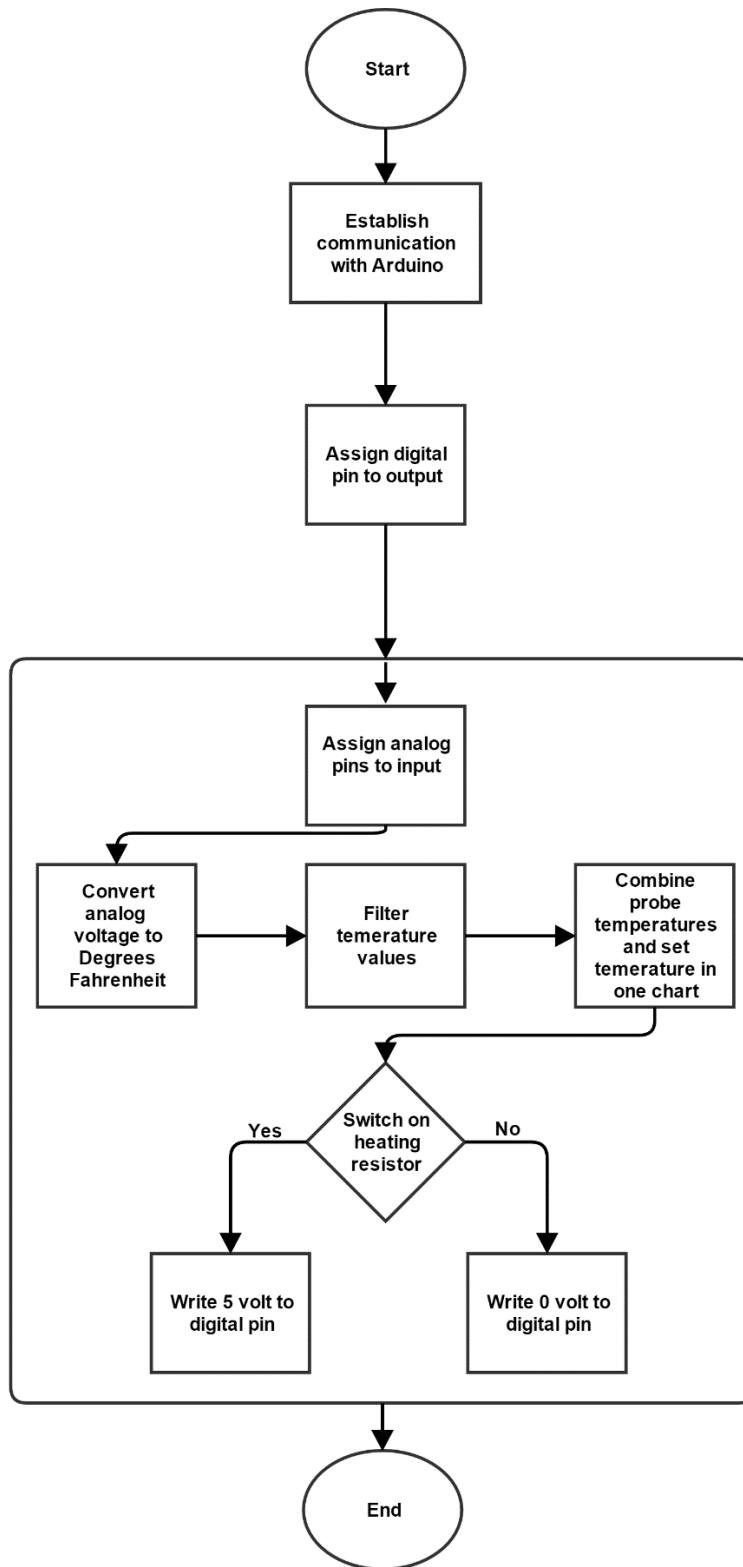 Start
Establish
communication
with Arduino
Assign digital
pin to output
Assign analog
pins to input
Convert
analog
voltage to
Degrees
Fahrenheit
Filter
temerature
values
Combine
probe
temperatures
and set
temerature in
one chart
Switch on
heating
resistor
Yes
No
Write 5 volt to
digital pin
Write 0 volt to
digital pin
End